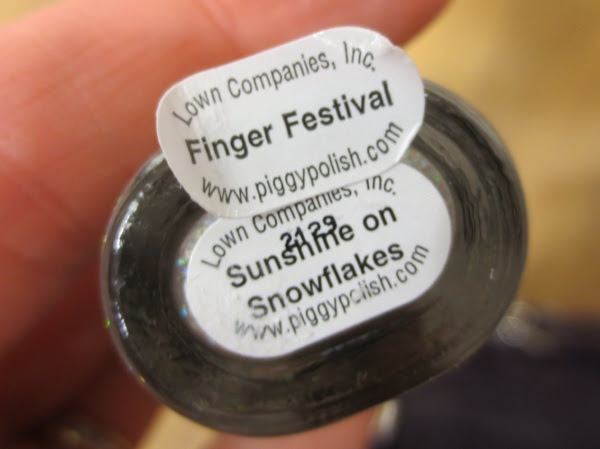 Lown Companies, Inc.
Finger Festival
www.piggypolish.com
Lown Companies, Inc.
2129
Sunshine on
Snowflakes
www.piggypolish.com